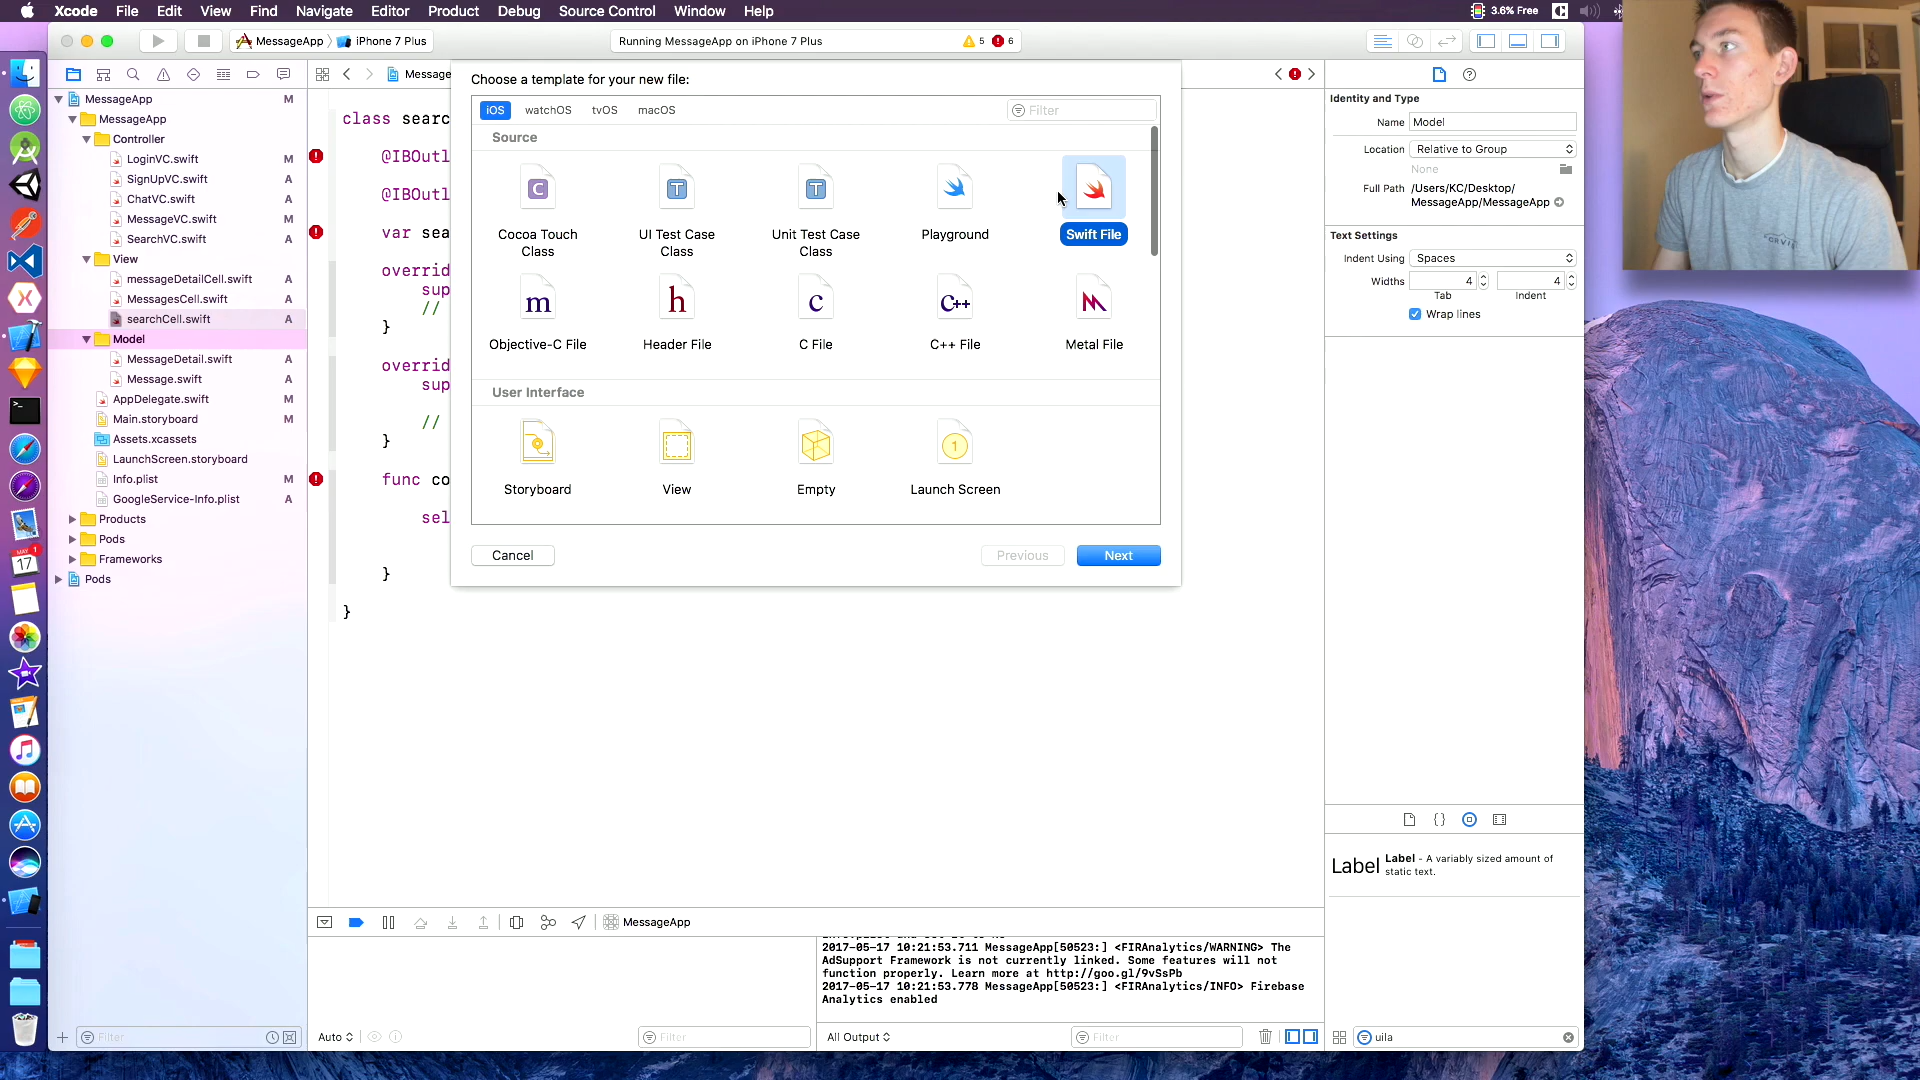 Xcode File Edit View Find Navigate Editor Product Debug Source Control Window Help 3.6% Free
MessageApp iPhone 7 Plus Running MessageApp on iPhone 7 Plus 5 6
Message
Choose a template for your new file:
iOS watchOS tvOS macOS Filter
Source
Cocoa Touch Class
UI Test Case Class
Unit Test Case Class
Playground
Swift File
Objective-C File
Header File
C File
C++ File
Metal File
User Interface
Storyboard
View
Empty
Launch Screen
Cancel Previous Next
MessageApp M
MessageApp
Controller
LoginVC.swift M
SignUpVC.swift A
ChatVC.swift A
MessageVC.swift M
SearchVC.swift A
View
messageDetailCell.swift A
MessagesCell.swift A
searchCell.swift A
Model
MessageDetail.swift A
Message.swift A
AppDelegate.swift M
Main.storyboard M
Assets.xcassets
LaunchScreen.storyboard
Info.plist M
GoogleService-Info.plist A
Products
Pods
Frameworks
Pods
class searc
@IBOutl
@IBOutl
var sea
overrid
sup
//
}
overrid
sup
//
}
func co
sel
}
}
Identity and Type
Name Model
Location Relative to Group
None
Full Path /Users/KC/Desktop/
MessageApp/MessageApp
Text Settings
Indent Using Spaces
Widths 4 4
Tab Indent
Wrap lines
Label Label - A variably sized amount of
static text.
MessageApp
2017-05-17 10:21:53.711 MessageApp[50523:] <FIRAnalytics/WARNING> The
AdSupport Framework is not currently linked. Some features will not
function properly. Learn more at http://goo.gl/9vSsPb
2017-05-17 10:21:53.778 MessageApp[50523:] <FIRAnalytics/INFO> Firebase
Analytics enabled
Filter Auto Filter All Output Filter uila
MAY 1
17